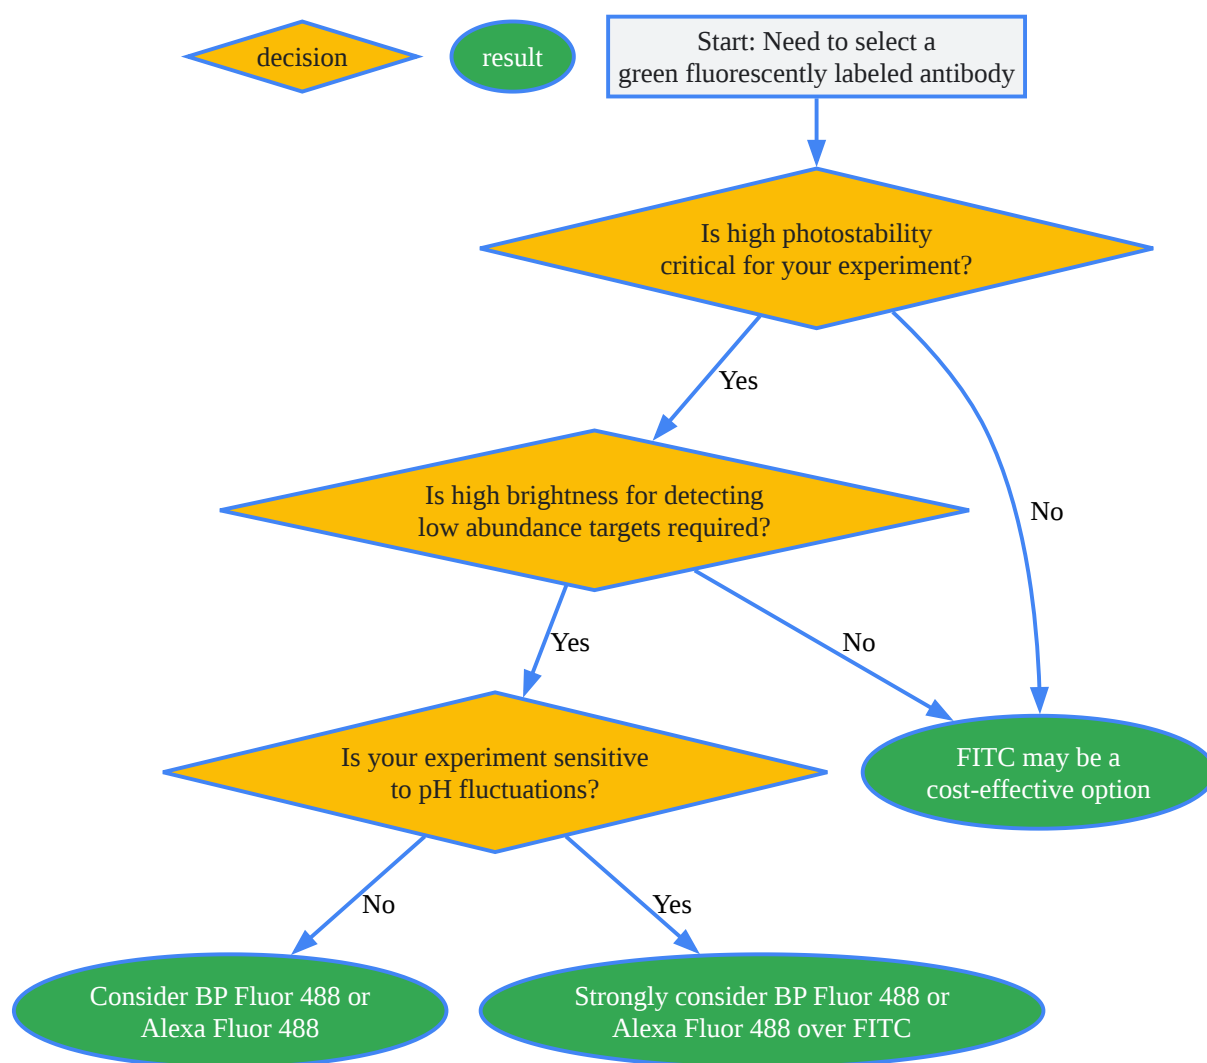 decision
result
Start: Need to select a
green fluorescently labeled antibody
Is high photostability
critical for your experiment?
Yes
Is high brightness for detecting
low abundance targets required?
No
Yes
No
Is your experiment sensitive
to pH fluctuations?
FITC may be a
cost-effective option
No
Yes
Consider BP Fluor 488 or
Alexa Fluor 488
Strongly consider BP Fluor 488 or
Alexa Fluor 488 over FITC